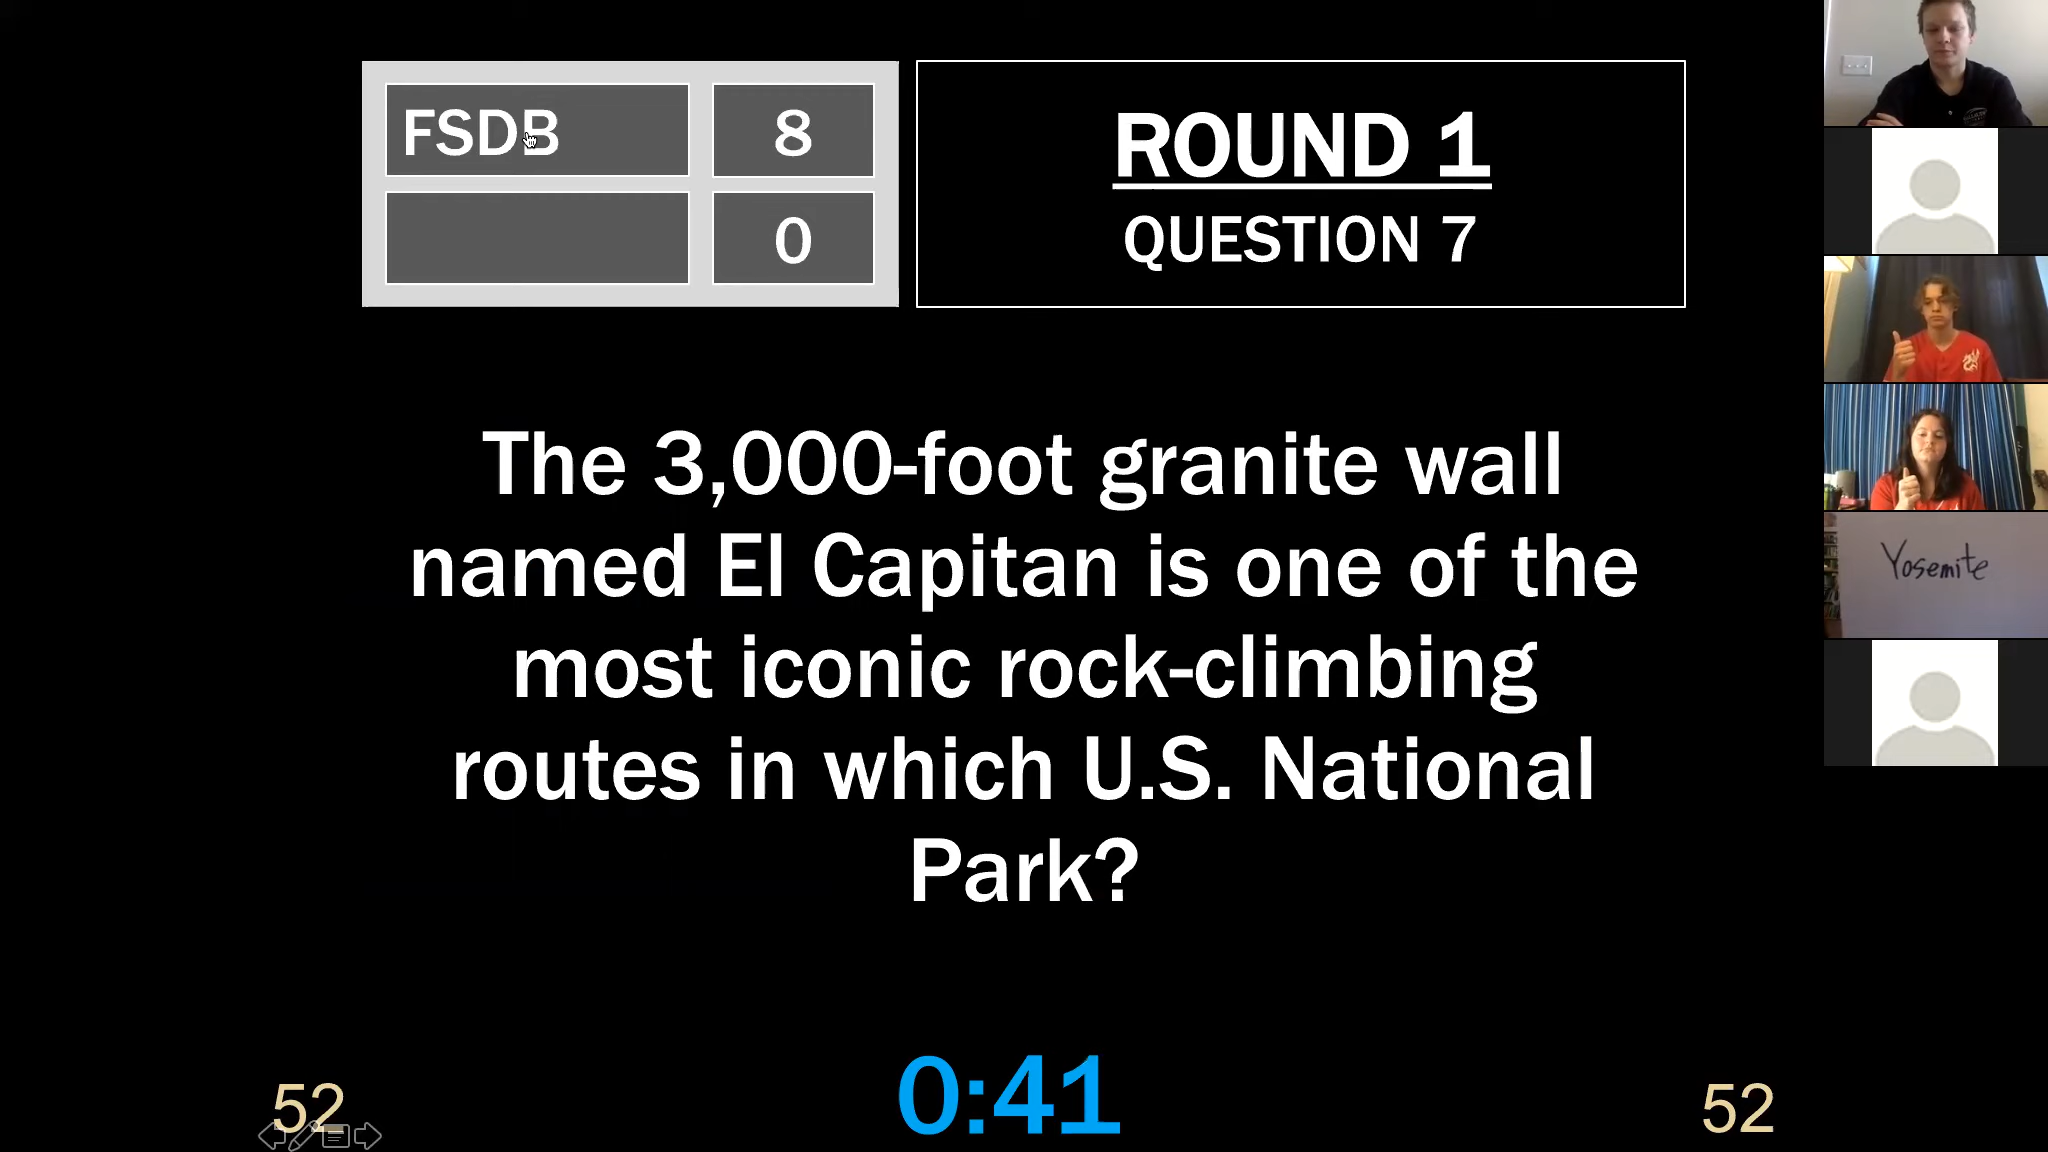 FSDB 8
0
ROUND 1
QUESTION 7
The 3,000-foot granite wall
named El Capitan is one of the
most iconic rock-climbing
routes in which U.S. National
Park?
Yosemite
52
0:41
52